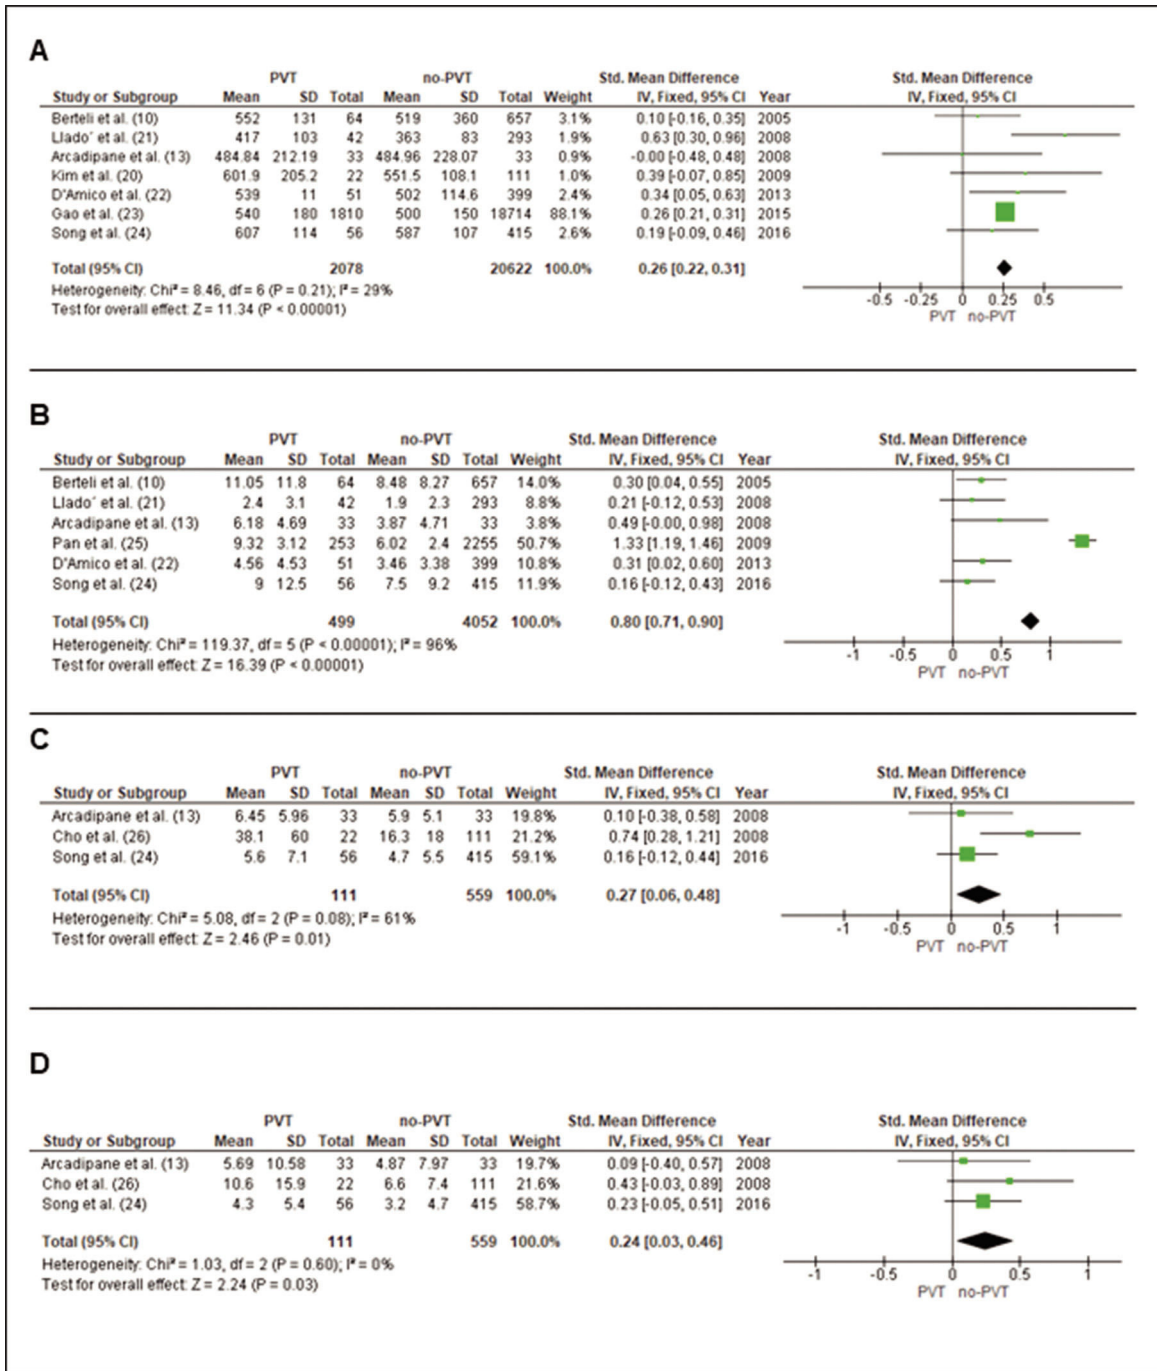 A
PVT no-PVT Std. Mean Difference Std. Mean Difference
Study or Subgroup Mean SD Total Mean SD Total Weight IV, Fixed, 95% CI Year IV, Fixed, 95% CI
Berteli et al. (10) 552 131 64 519 360 657 3.1% 0.10 [-0.16, 0.35] 2005
Llado´ et al. (21) 417 103 42 363 83 293 1.9% 0.63 [0.30, 0.96] 2008
Arcadipane et al. (13) 484.84 212.19 33 484.96 228.07 33 0.9% -0.00 [-0.48, 0.48] 2008
Kim et al. (20) 601.9 205.2 22 551.5 108.1 111 1.0% 0.39 [-0.07, 0.85] 2009
D'Amico et al. (22) 539 11 51 502 114.6 399 2.4% 0.34 [0.05, 0.63] 2013
Gao et al. (23) 540 180 1810 500 150 18714 88.1% 0.26 [0.21, 0.31] 2015
Song et al. (24) 607 114 56 587 107 415 2.6% 0.19 [-0.09, 0.46] 2016
Total (95% CI) 2078 20622 100.0% 0.26 [0.22, 0.31]
Heterogeneity: Chi² = 8.46, df = 6 (P = 0.21); I² = 29%
Test for overall effect: Z = 11.34 (P < 0.00001)
-0.5 -0.25 0 0.25 0.5
PVT no-PVT
B
PVT no-PVT Std. Mean Difference Std. Mean Difference
Study or Subgroup Mean SD Total Mean SD Total Weight IV, Fixed, 95% CI Year IV, Fixed, 95% CI
Berteli et al. (10) 11.05 11.8 64 8.48 8.27 657 14.0% 0.30 [0.04, 0.55] 2005
Llado´ et al. (21) 2.4 3.1 42 1.9 2.3 293 8.8% 0.21 [-0.12, 0.53] 2008
Arcadipane et al. (13) 6.18 4.69 33 3.87 4.71 33 3.8% 0.49 [-0.00, 0.98] 2008
Pan et al. (25) 9.32 3.12 253 6.02 2.4 2255 50.7% 1.33 [1.19, 1.46] 2009
D'Amico et al. (22) 4.56 4.53 51 3.46 3.38 399 10.8% 0.31 [0.02, 0.60] 2013
Song et al. (24) 9 12.5 56 7.5 9.2 415 11.9% 0.16 [-0.12, 0.43] 2016
Total (95% CI) 499 4052 100.0% 0.80 [0.71, 0.90]
Heterogeneity: Chi² = 119.37, df = 5 (P < 0.00001); I² = 96%
Test for overall effect: Z = 16.39 (P < 0.00001)
-1 -0.5 0 0.5 1
PVT no-PVT
C
PVT no-PVT Std. Mean Difference Std. Mean Difference
Study or Subgroup Mean SD Total Mean SD Total Weight IV, Fixed, 95% CI Year IV, Fixed, 95% CI
Arcadipane et al. (13) 6.45 5.96 33 5.9 5.1 33 19.8% 0.10 [-0.38, 0.58] 2008
Cho et al. (26) 38.1 60 22 16.3 18 111 21.2% 0.74 [0.28, 1.21] 2008
Song et al. (24) 5.6 7.1 56 4.7 5.5 415 59.1% 0.16 [-0.12, 0.44] 2016
Total (95% CI) 111 559 100.0% 0.27 [0.06, 0.48]
Heterogeneity: Chi² = 5.08, df = 2 (P = 0.08); I² = 61%
Test for overall effect: Z = 2.46 (P = 0.01)
-1 -0.5 0 0.5 1
PVT no-PVT
D
PVT no-PVT Std. Mean Difference Std. Mean Difference
Study or Subgroup Mean SD Total Mean SD Total Weight IV, Fixed, 95% CI Year IV, Fixed, 95% CI
Arcadipane et al. (13) 5.69 10.58 33 4.87 7.97 33 19.7% 0.09 [-0.40, 0.57] 2008
Cho et al. (26) 10.6 15.9 22 6.6 7.4 111 21.6% 0.43 [-0.03, 0.89] 2008
Song et al. (24) 4.3 5.4 56 3.2 4.7 415 58.7% 0.23 [-0.05, 0.51] 2016
Total (95% CI) 111 559 100.0% 0.24 [0.03, 0.46]
Heterogeneity: Chi² = 1.03, df = 2 (P = 0.60); I² = 0%
Test for overall effect: Z = 2.24 (P = 0.03)
-1 -0.5 0 0.5 1
PVT no-PVT